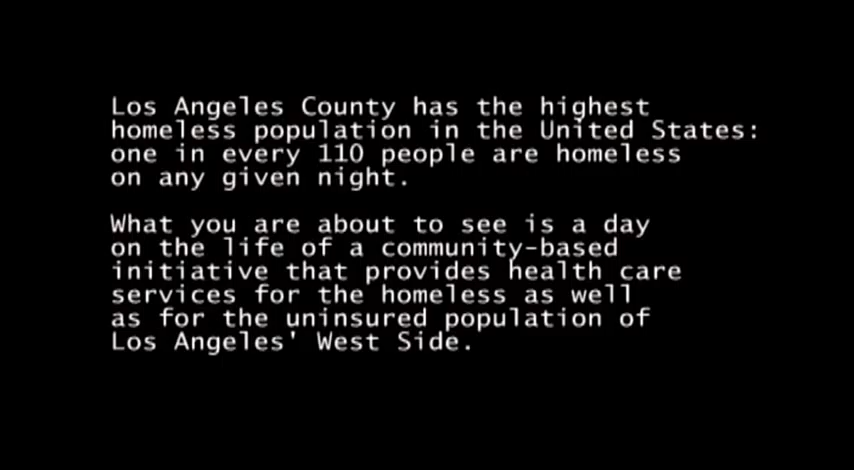 Los Angeles County has the highest
homeless population in the United States:
one in every 110 people are homeless
on any given night.
What you are about to see is a day
on the life of a community-based
initiative that provides health care
services for the homeless as well
as for the uninsured population of
Los Angeles' West Side.